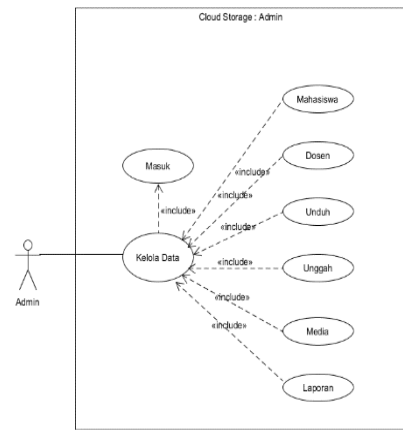 Cloud Storage : Admin
Mahasiswa
Dosen
Masuk
«include»
«include»
«include»
Unduh
«include»
«include»
Kelola Data
Unggah
Admin
«include»
«include»
Media
Laporan